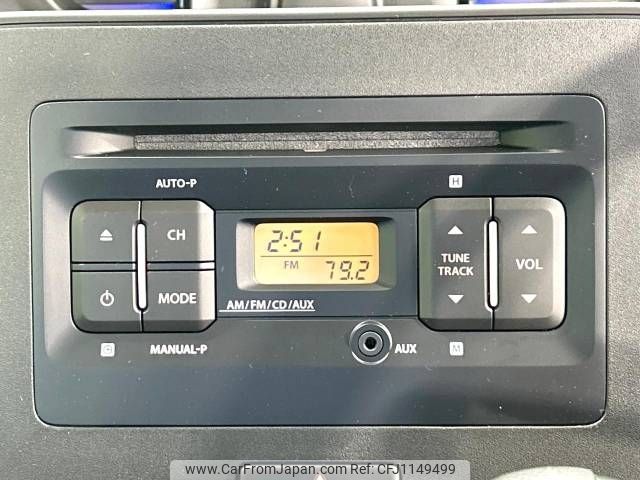 AUTO-P
H
CH
MODE
2:51
FM
79.2
TUNE
TRACK
VOL
AM/FM/CD/AUX
MANUAL-P
AUX
M
www.CarFromJapan.com Car Ref: CFJ1149499